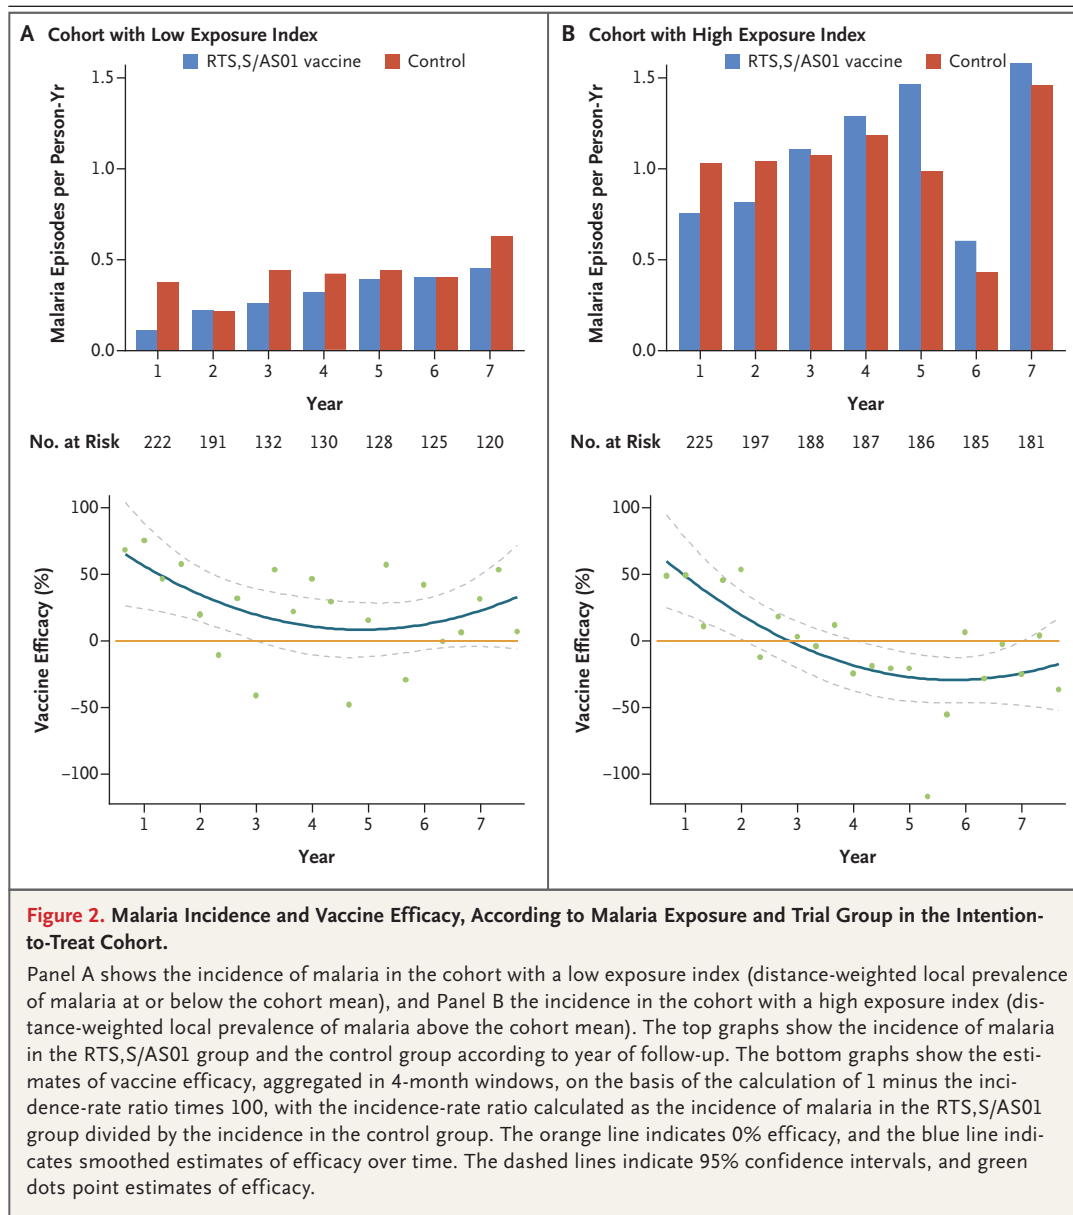 A Cohort with Low Exposure Index
RTS,S/AS01 vaccine Control
Malaria Episodes per Person-Yr
1.5
1.0
0.5
0.0
1 2 3 4 5 6 7
Year
No. at Risk 222 191 132 130 128 125 120
Vaccine Efficacy (%)
100
50
0
−50
−100
1 2 3 4 5 6 7
Year
B Cohort with High Exposure Index
RTS,S/AS01 vaccine Control
Malaria Episodes per Person-Yr
1.5
1.0
0.5
0.0
1 2 3 4 5 6 7
Year
No. at Risk 225 197 188 187 186 185 181
Vaccine Efficacy (%)
100
50
0
−50
−100
1 2 3 4 5 6 7
Year
Figure 2. Malaria Incidence and Vaccine Efficacy, According to Malaria Exposure and Trial Group in the Intention-
to-Treat Cohort.
Panel A shows the incidence of malaria in the cohort with a low exposure index (distance-weighted local prevalence
of malaria at or below the cohort mean), and Panel B the incidence in the cohort with a high exposure index (dis-
tance-weighted local prevalence of malaria above the cohort mean). The top graphs show the incidence of malaria
in the RTS,S/AS01 group and the control group according to year of follow-up. The bottom graphs show the esti-
mates of vaccine efficacy, aggregated in 4-month windows, on the basis of the calculation of 1 minus the inci-
dence-rate ratio times 100, with the incidence-rate ratio calculated as the incidence of malaria in the RTS,S/AS01
group divided by the incidence in the control group. The orange line indicates 0% efficacy, and the blue line indi-
cates smoothed estimates of efficacy over time. The dashed lines indicate 95% confidence intervals, and green
dots point estimates of efficacy.